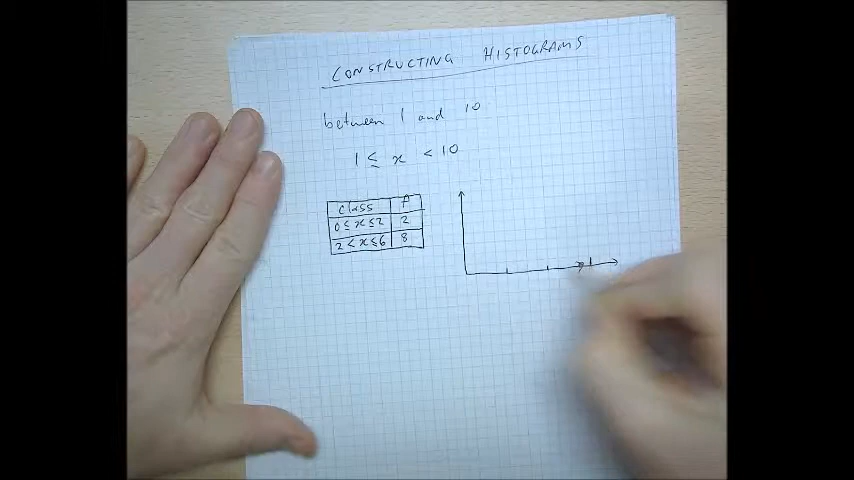 CONSTRUCTING HISTOGRAMS
between 1 and 10
1 ≤ x < 10
class f
0 ≤ x ≤ 2 2
2 < x ≤ 6 8